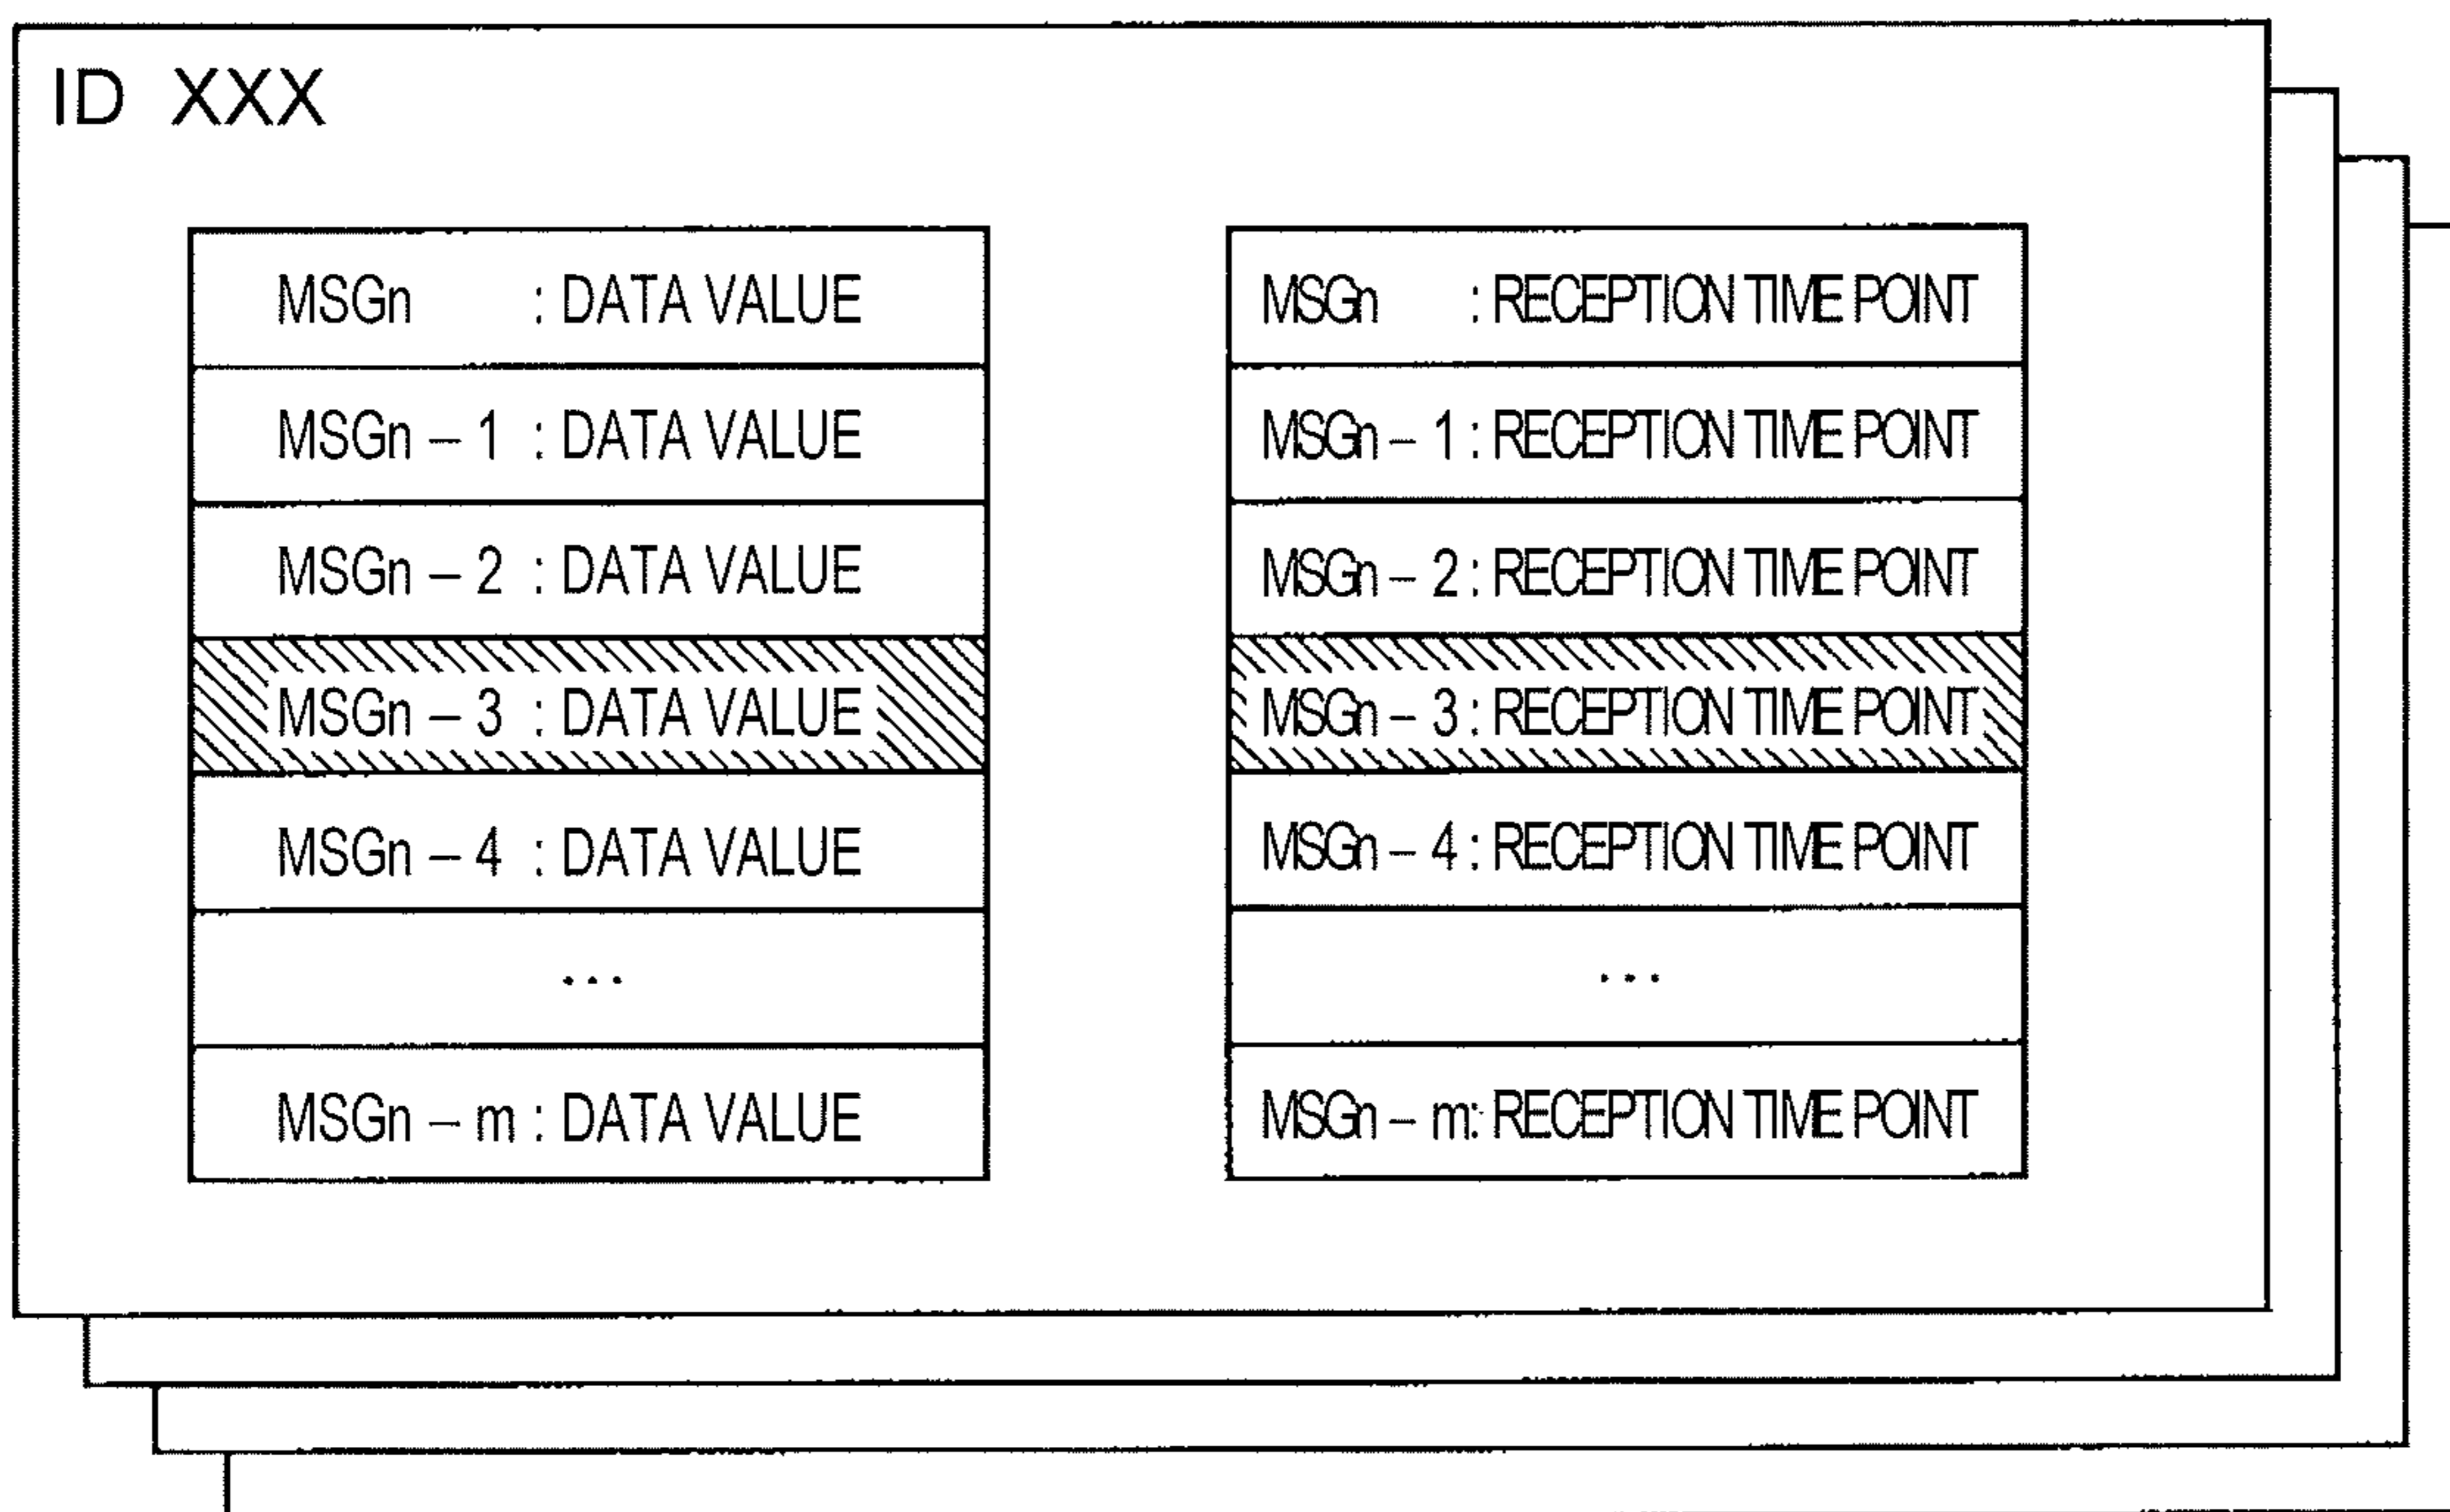 ID XXX
MSGn : DATA VALUE
MSGn – 1 : DATA VALUE
MSGn – 2 : DATA VALUE
MSGn – 3 : DATA VALUE
MSGn – 4 : DATA VALUE
...
MSGn – m : DATA VALUE
MSGn : RECEPTION TIME POINT
MSGn – 1 : RECEPTION TIME POINT
MSGn – 2 : RECEPTION TIME POINT
MSGn – 3 : RECEPTION TIME POINT
MSGn – 4 : RECEPTION TIME POINT
...
MSGn – m: RECEPTION TIME POINT